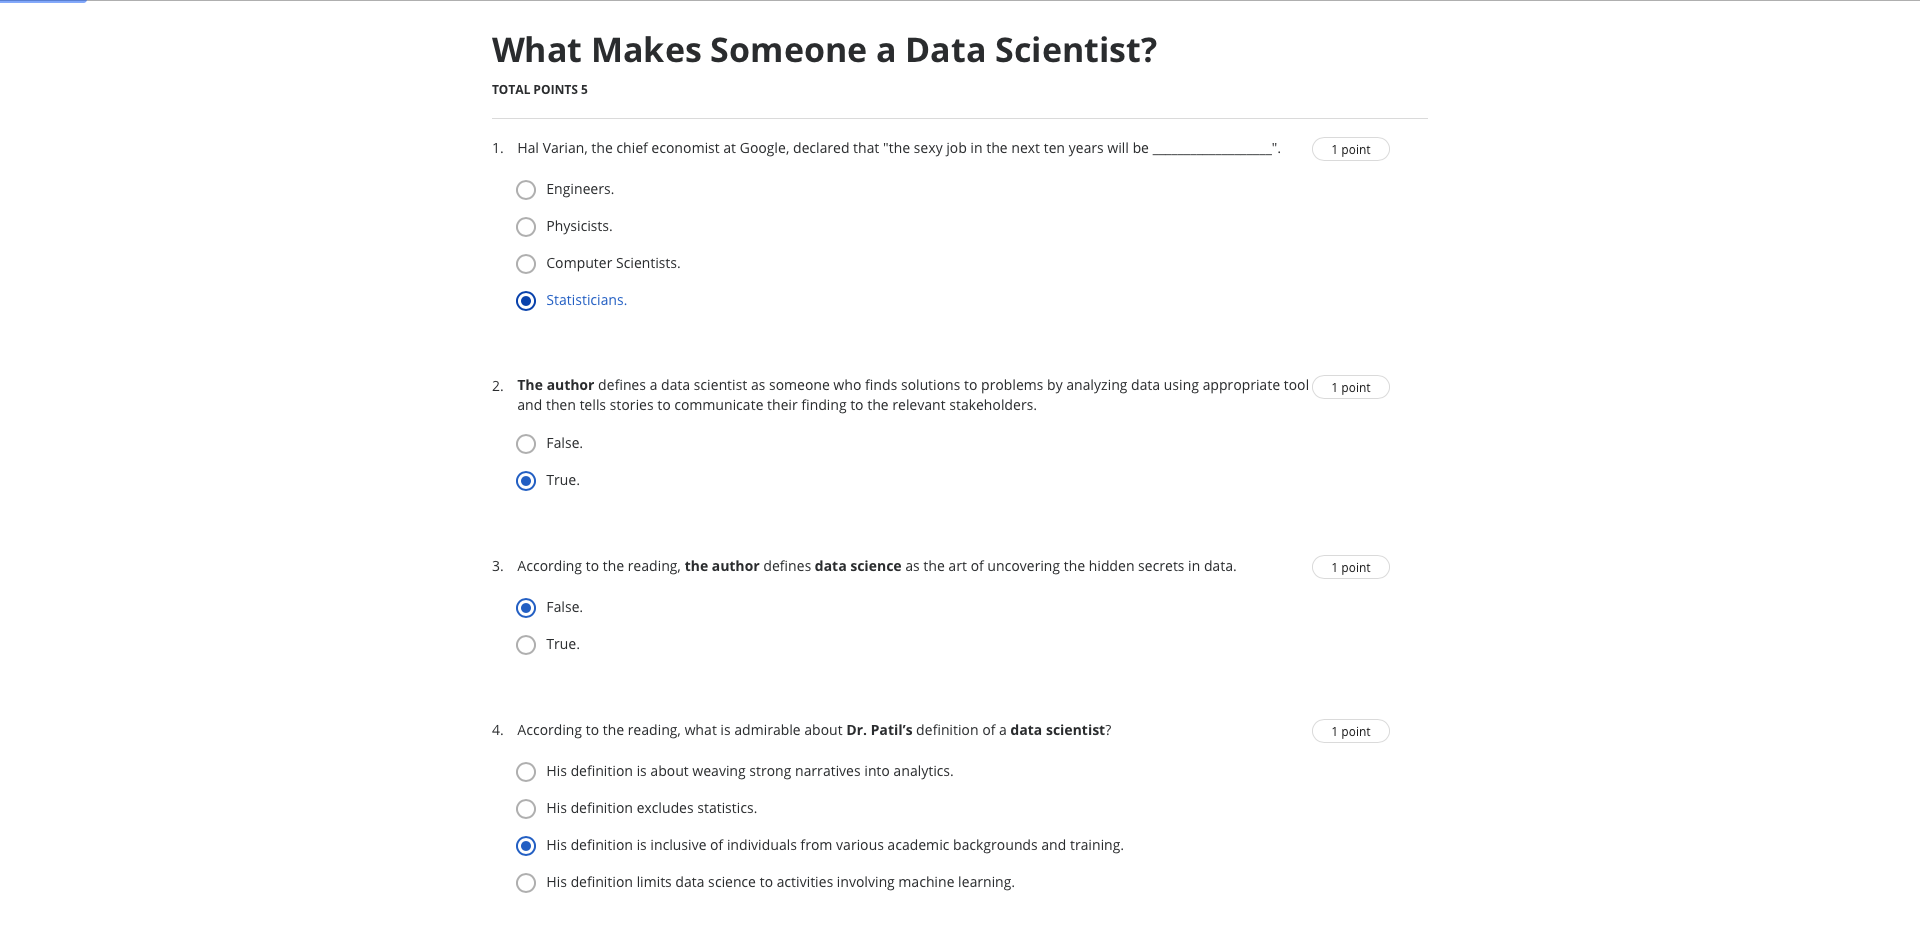 What Makes Someone a Data Scientist?
TOTAL POINTS 5
1. Hal Varian, the chief economist at Google, declared that "the sexy job in the next ten years will be __________________". 1 point
Engineers.
Physicists.
Computer Scientists.
Statisticians.
2. The author defines a data scientist as someone who finds solutions to problems by analyzing data using appropriate tool 1 point
and then tells stories to communicate their finding to the relevant stakeholders.
False.
True.
3. According to the reading, the author defines data science as the art of uncovering the hidden secrets in data. 1 point
False.
True.
4. According to the reading, what is admirable about Dr. Patil’s definition of a data scientist? 1 point
His definition is about weaving strong narratives into analytics.
His definition excludes statistics.
His definition is inclusive of individuals from various academic backgrounds and training.
His definition limits data science to activities involving machine learning.